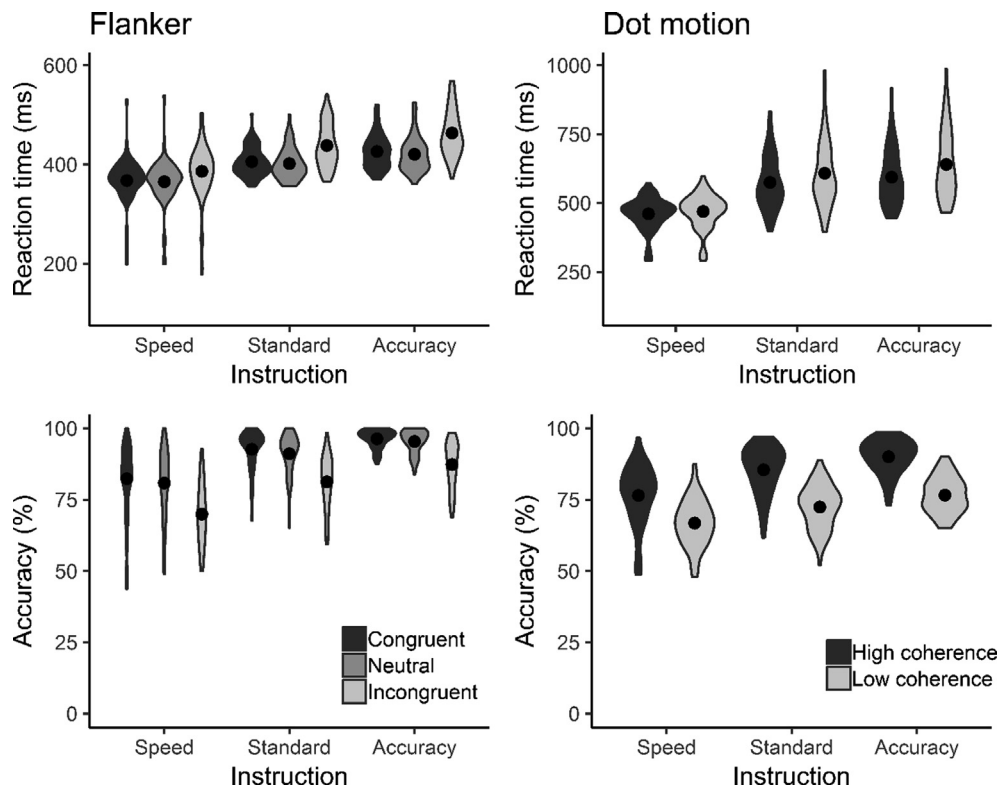 Flanker
Reaction time (ms)
600
400
200
Speed Standard Accuracy
Instruction
Dot motion
Reaction time (ms)
1000
750
500
250
Speed Standard Accuracy
Instruction
Accuracy (%)
100
75
50
25
0
Congruent
Neutral
Incongruent
Speed Standard Accuracy
Instruction
Accuracy (%)
100
75
50
25
0
High coherence
Low coherence
Speed Standard Accuracy
Instruction